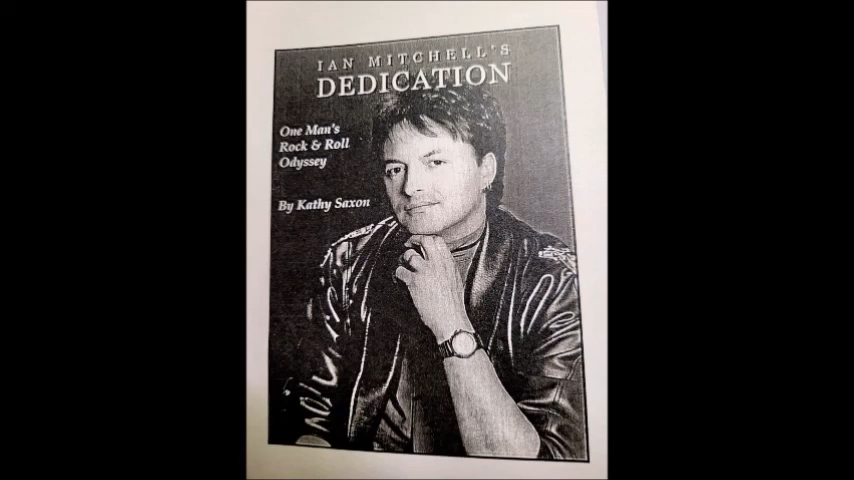 IAN MITCHELL'S
DEDICATION
One Man's
Rock & Roll
Odyssey
By Kathy Saxon